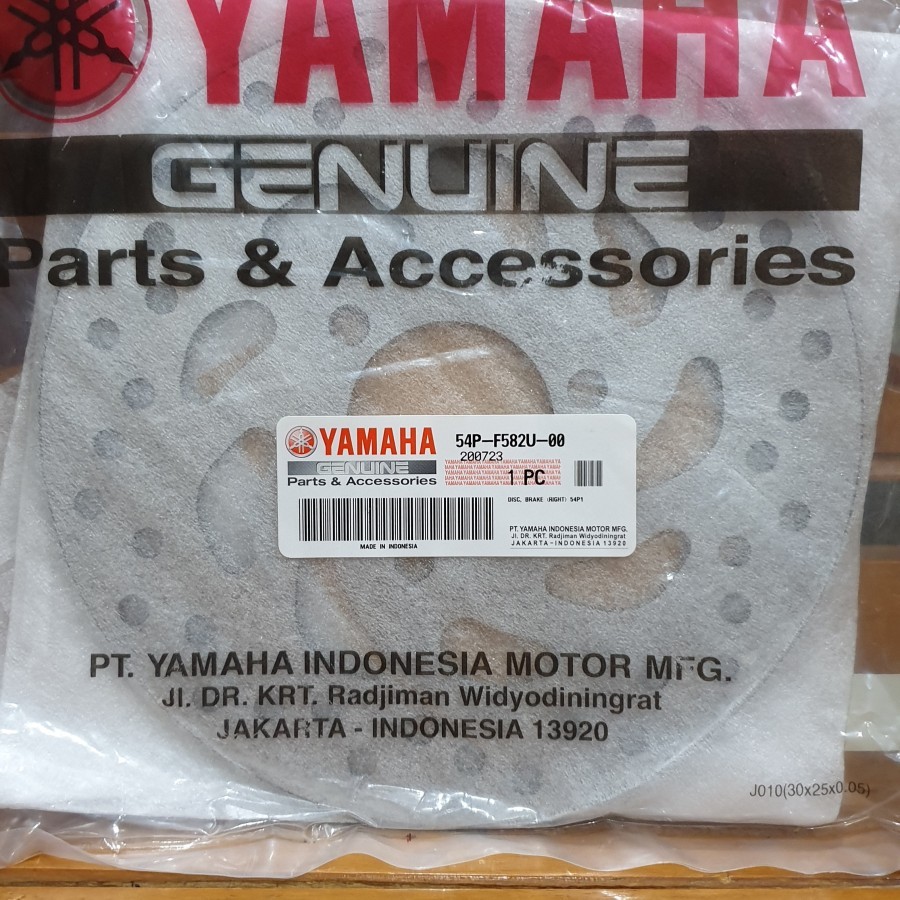 YAMAHA
GENUINE
Parts & Accessories
YAMAHA
GENUINE
Parts & Accessories
54P-F582U-00
200723
1 PC
DISC, BRAKE (RIGHT) 54P1
MADE IN INDONESIA
PT. YAMAHA INDONESIA MOTOR MFG.
Jl. DR. KRT. Radjiman Widyodiningrat
JAKARTA-INDONESIA 13920
PT. YAMAHA INDONESIA MOTOR MFG.
Jl. DR. KRT. Radjiman Widyodiningrat
JAKARTA - INDONESIA 13920
J010(30x25x0.05)